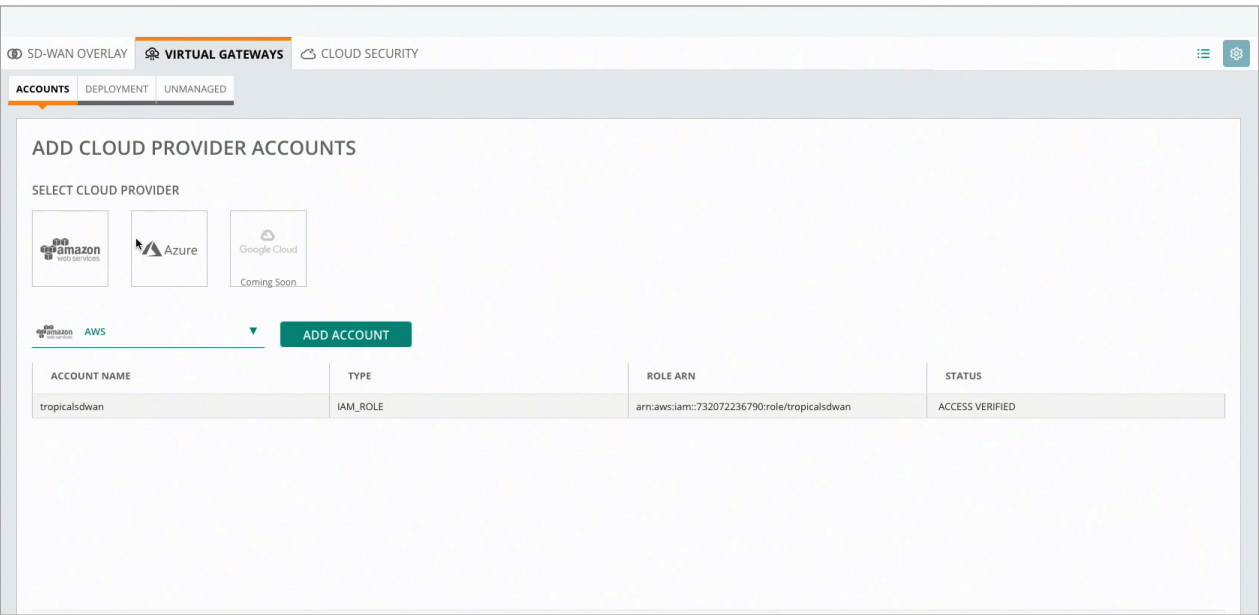 SD-WAN OVERLAY VIRTUAL GATEWAYS CLOUD SECURITY
ACCOUNTS DEPLOYMENT UNMANAGED
ADD CLOUD PROVIDER ACCOUNTS
SELECT CLOUD PROVIDER
amazon
web services
Azure
Google Cloud
Coming Soon
amazon
web services
AWS
ADD ACCOUNT
ACCOUNT NAME TYPE ROLE ARN STATUS
tropicalsdwan IAM_ROLE arn:aws:iam::732072236790:role/tropicalsdwan ACCESS VERIFIED